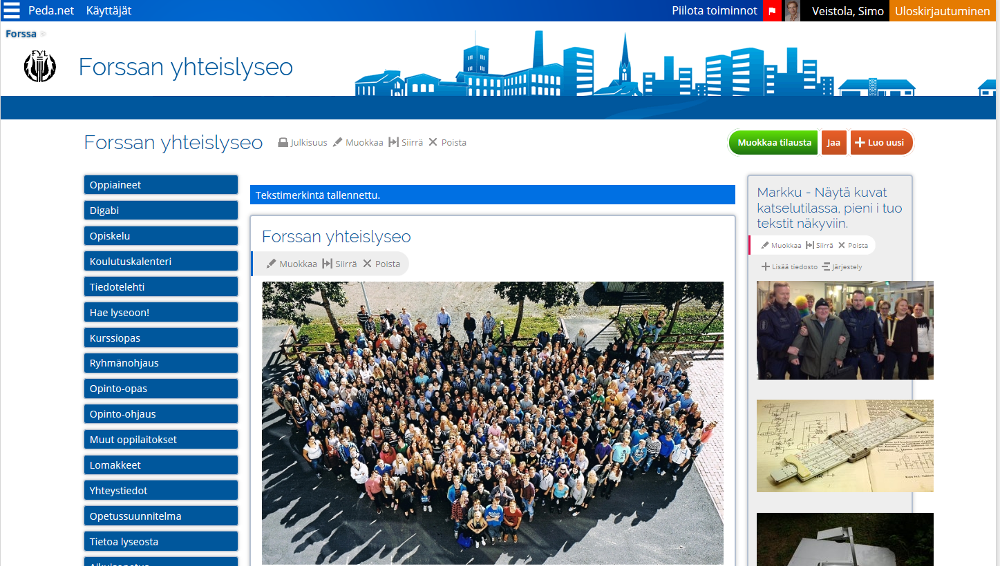 Peda.net Käyttäjät Piilota toiminnot Veistola, Simo Uloskirjautuminen
Forssa
FYL
Forssan yhteislyseo
Forssan yhteislyseo Julkisuus Muokkaa Siirrä Poista Muokkaa tilausta Jaa Luo uusi
Oppiaineet
Digabi
Opiskelu
Koulutuskalenteri
Tiedotelehti
Hae lyseoon!
Kurssiopas
Ryhmänohjaus
Opinto-opas
Opinto-ohjaus
Muut oppilaitokset
Lomakkeet
Yhteystiedot
Opetussuunnitelma
Tietoa lyseosta
Tekstimerkintä tallennettu.
Forssan yhteislyseo
Muokkaa Siirrä Poista
Markku - Näytä kuvat
katselutilassa, pieni i tuo
tekstit näkyviin.
Muokkaa Siirrä Poista
Lisää tiedosto Järjestely